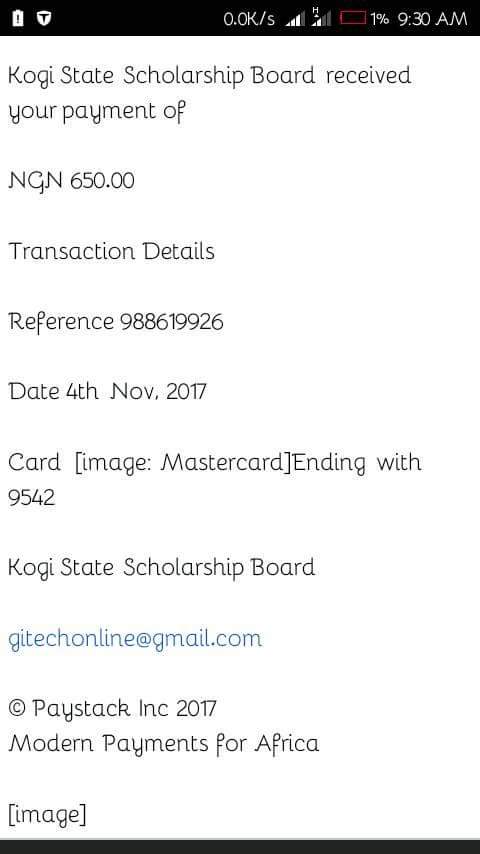 0.0K/s H 1% 9:30 AM
Kogi State Scholarship Board received
your payment of
NGN 650.00
Transaction Details
Reference 988619926
Date 4th Nov, 2017
Card [image: Mastercard]Ending with
9542
Kogi State Scholarship Board
gitechonline@gmail.com
© Paystack Inc 2017
Modern Payments for Africa
[image]